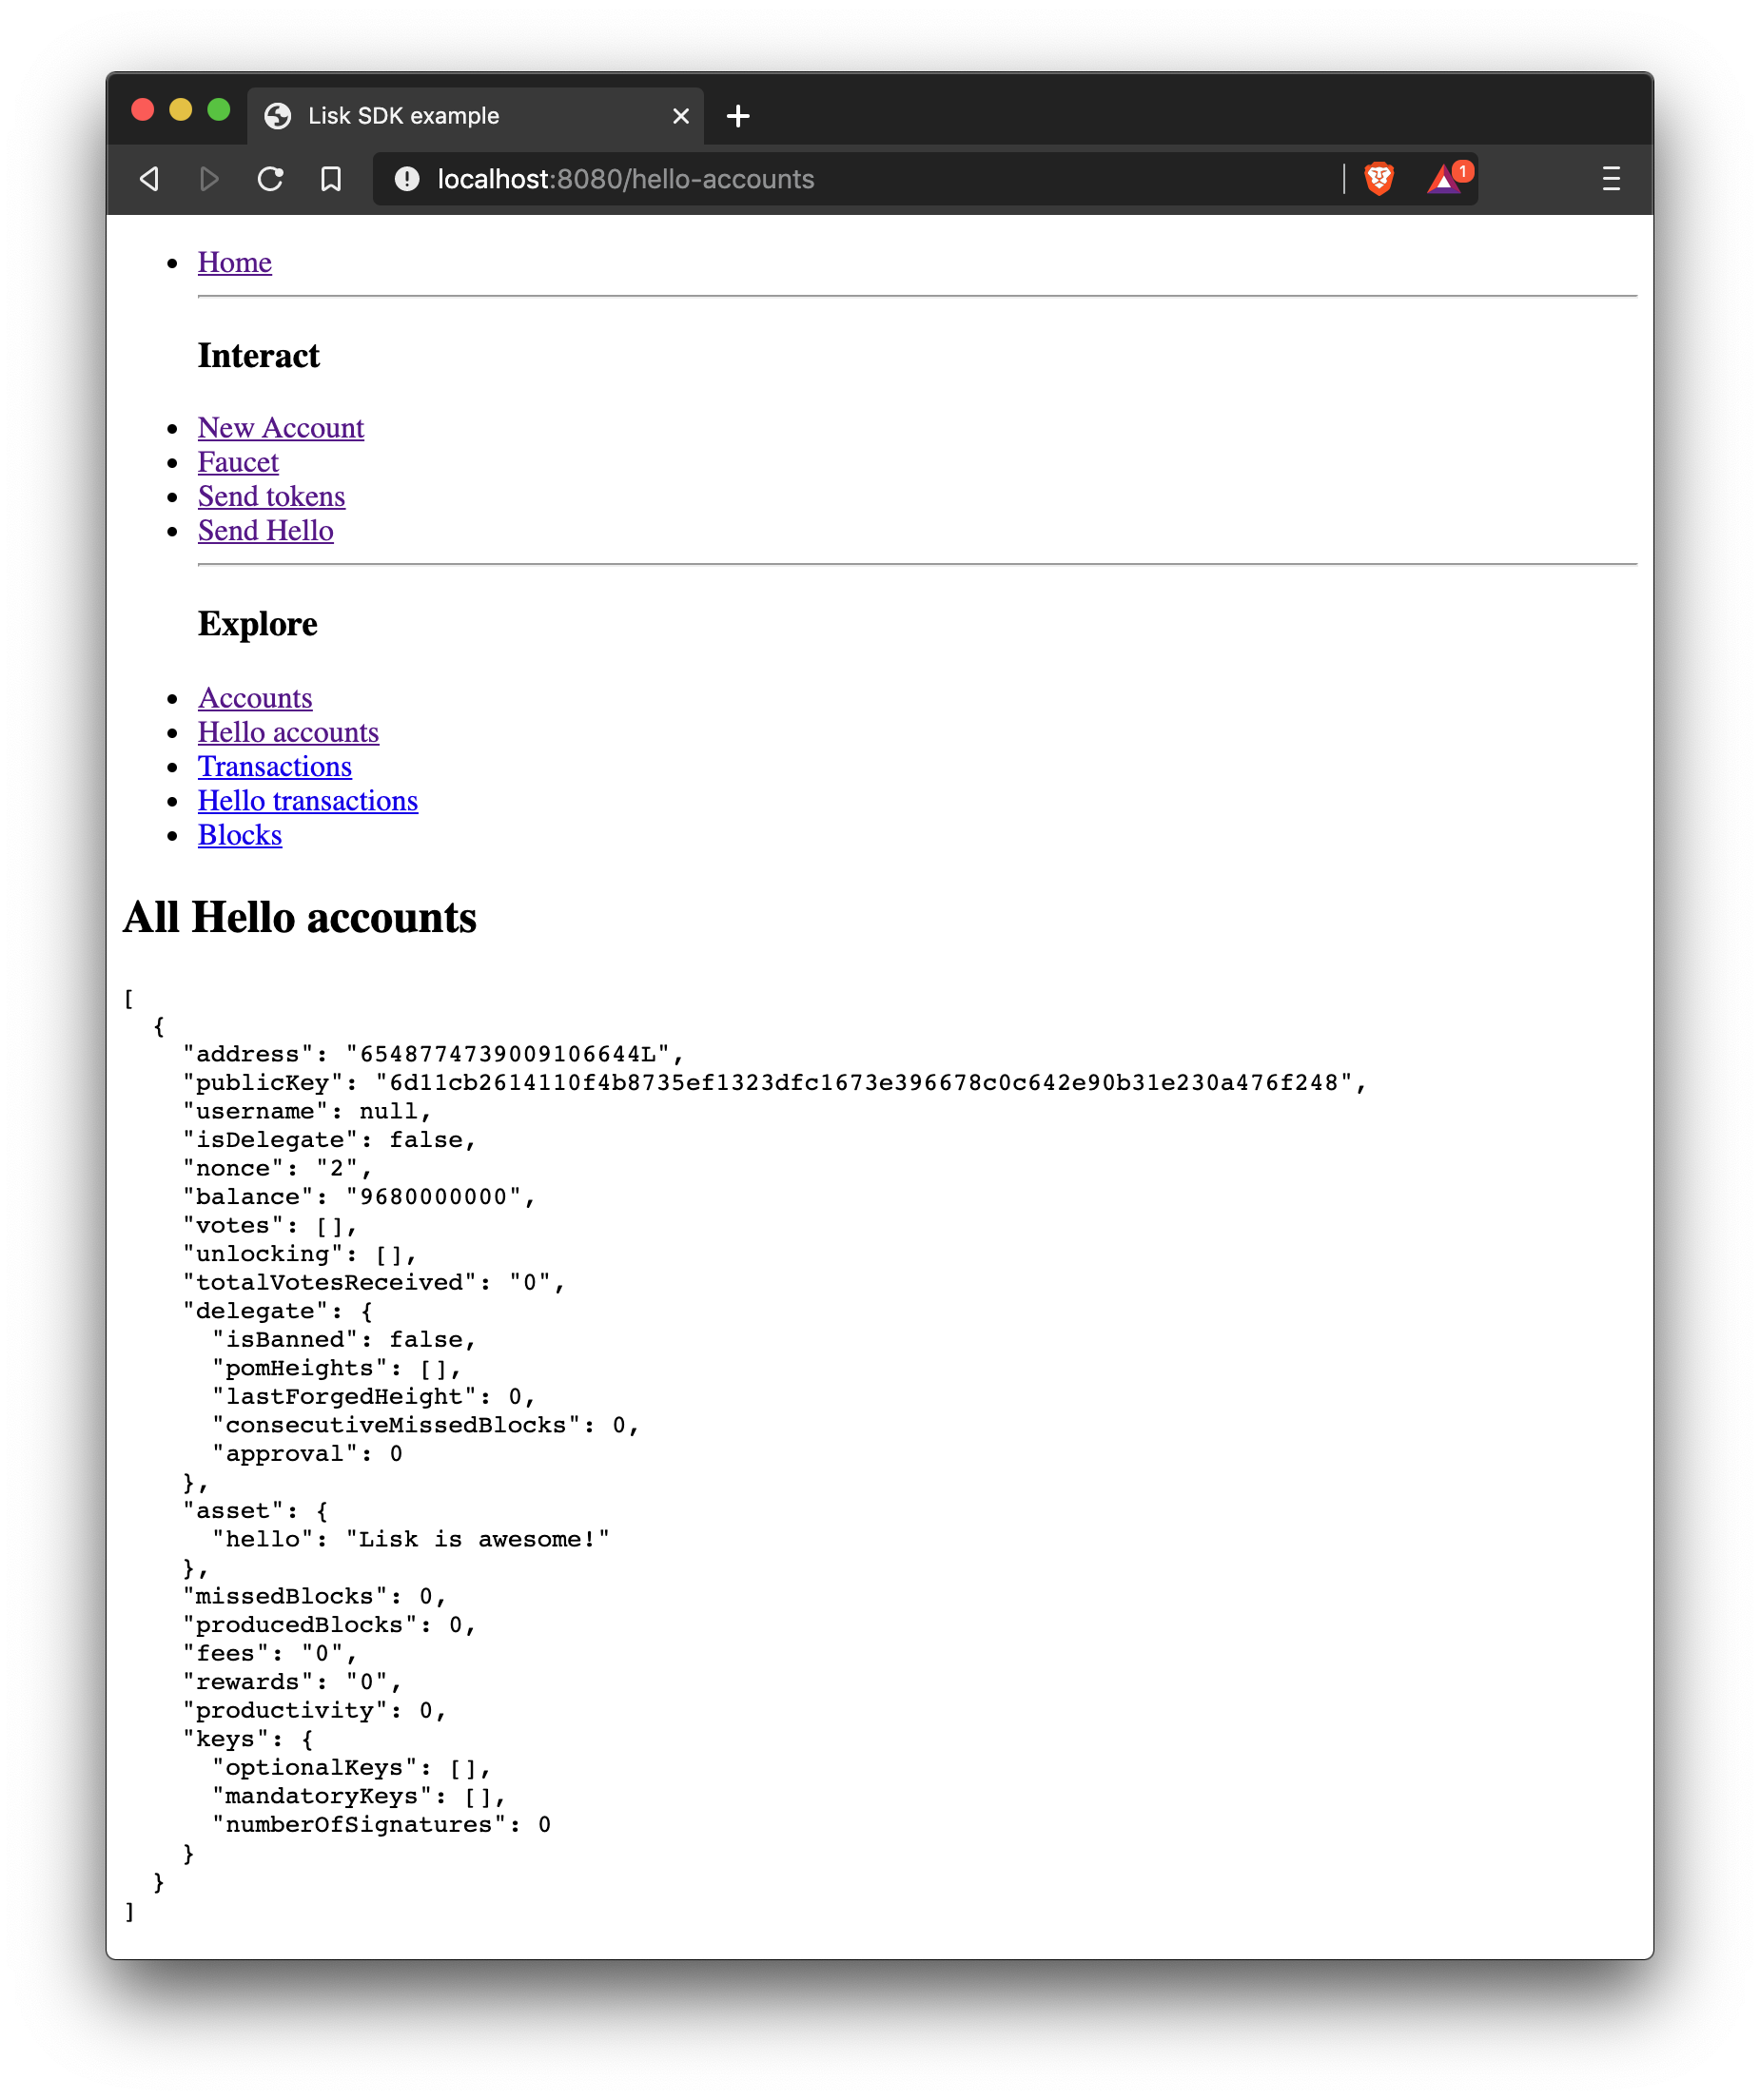 Lisk SDK example
localhost:8080/hello-accounts
1
Home
Interact
New Account
Faucet
Send tokens
Send Hello
Explore
Accounts
Hello accounts
Transactions
Hello transactions
Blocks
All Hello accounts
[
  {
    "address": "6548774739009106644L",
    "publicKey": "6d11cb2614110f4b8735ef1323dfc1673e396678c0c642e90b31e230a476f248",
    "username": null,
    "isDelegate": false,
    "nonce": "2",
    "balance": "9680000000",
    "votes": [],
    "unlocking": [],
    "totalVotesReceived": "0",
    "delegate": {
      "isBanned": false,
      "pomHeights": [],
      "lastForgedHeight": 0,
      "consecutiveMissedBlocks": 0,
      "approval": 0
    },
    "asset": {
      "hello": "Lisk is awesome!"
    },
    "missedBlocks": 0,
    "producedBlocks": 0,
    "fees": "0",
    "rewards": "0",
    "productivity": 0,
    "keys": {
      "optionalKeys": [],
      "mandatoryKeys": [],
      "numberOfSignatures": 0
    }
  }
]